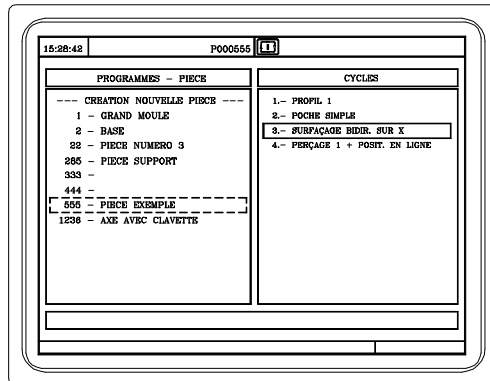 15:28:42 P000555
PROGRAMMES - PIECE
--- CREATION NOUVELLE PIECE ---
1 - GRAND MOULE
2 - BASE
22 - PIECE NUMERO 3
265 - PIECE SUPPORT
333 -
444 -
555 - PIECE EXEMPLE
1236 - AXE AVEC CLAVETTE
CYCLES
1.- PROFIL 1
2.- POCHE SIMPLE
3.- SURFAÇAGE BIDIR. SUR X
4.- PERÇAGE 1 + POSIT. EN LIGNE